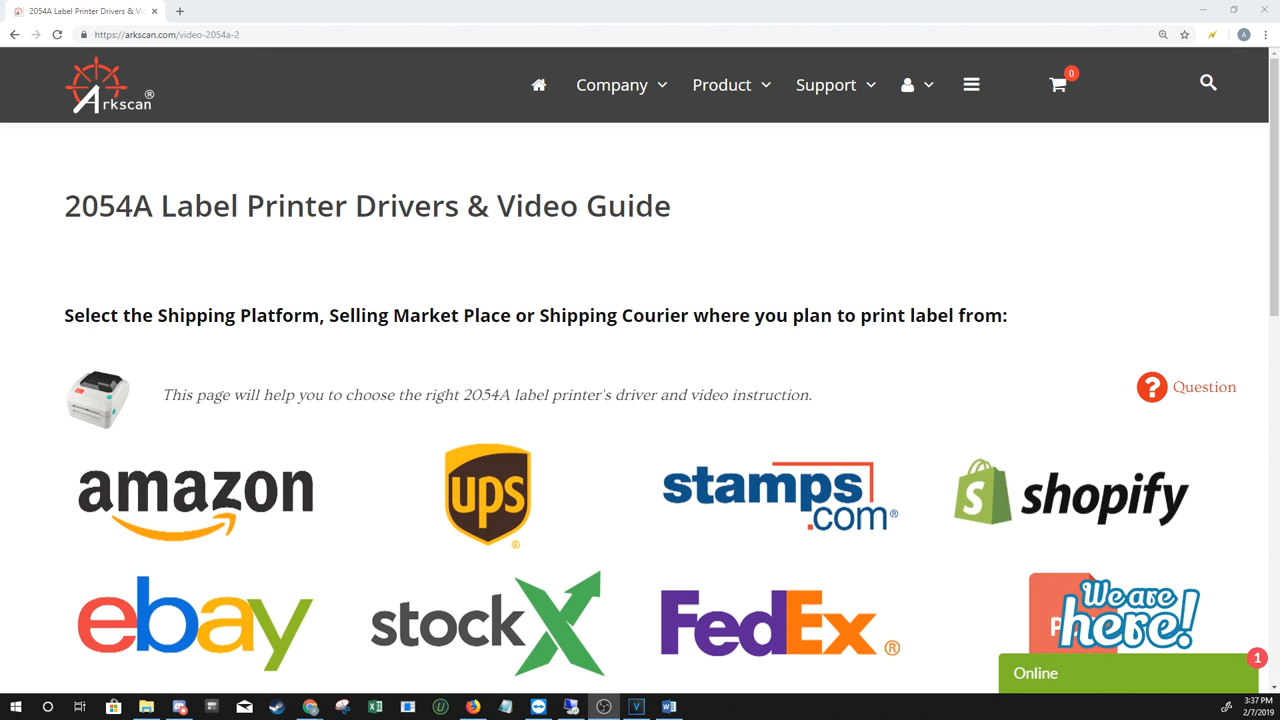 2054A Label Printer Drivers & Vi
https://arkscan.com/video-2054a-2
Arkscan®
Company
Product
Support
0
2054A Label Printer Drivers & Video Guide
Select the Shipping Platform, Selling Market Place or Shipping Courier where you plan to print label from:
This page will help you to choose the right 2054A label printer's driver and video instruction.
? Question
amazon
ups®
stamps.com®
S shopify
ebay
stockX
FedEx®
We are here!
Online
1
3:37 PM
2/7/2019